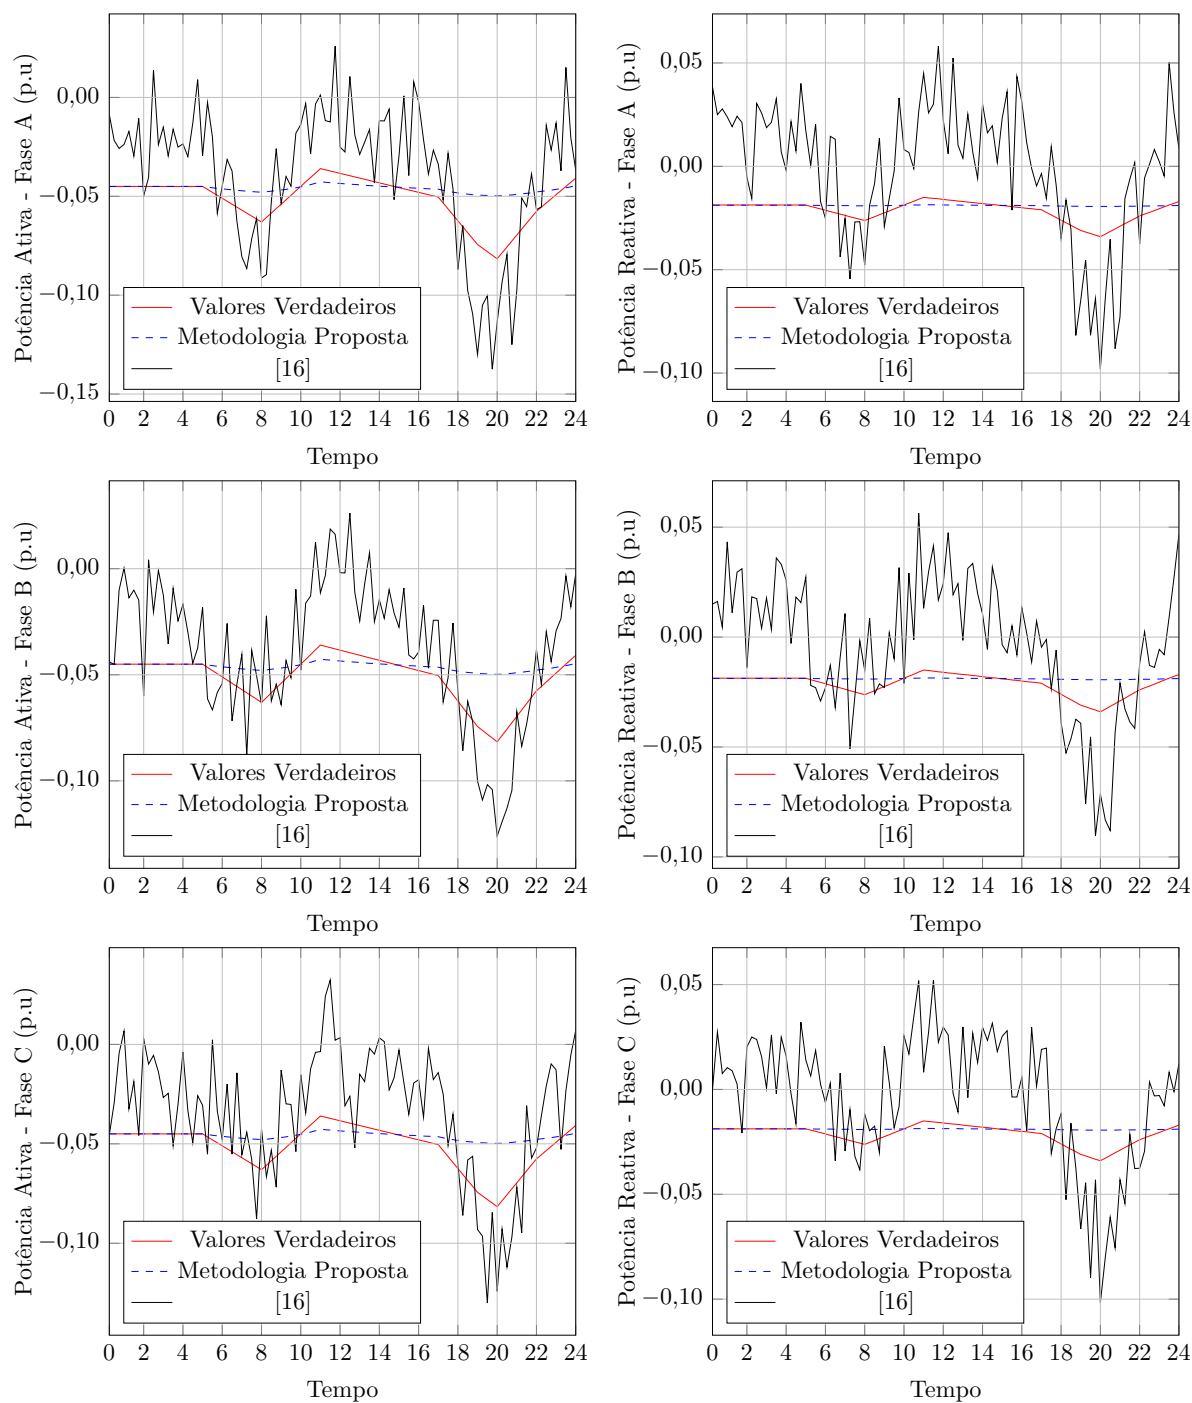 Potência Ativa - Fase A (p.u)
0,00
−0,05
−0,10
−0,15
Valores Verdadeiros
Metodologia Proposta
[16]
0 2 4 6 8 10 12 14 16 18 20 22 24
Tempo
Potência Reativa - Fase A (p.u)
0,05
0,00
−0,05
−0,10
Valores Verdadeiros
Metodologia Proposta
[16]
0 2 4 6 8 10 12 14 16 18 20 22 24
Tempo
Potência Ativa - Fase B (p.u)
0,00
−0,05
−0,10
Valores Verdadeiros
Metodologia Proposta
[16]
0 2 4 6 8 10 12 14 16 18 20 22 24
Tempo
Potência Reativa - Fase B (p.u)
0,05
0,00
−0,05
−0,10
Valores Verdadeiros
Metodologia Proposta
[16]
0 2 4 6 8 10 12 14 16 18 20 22 24
Tempo
Potência Ativa - Fase C (p.u)
0,00
−0,05
−0,10
Valores Verdadeiros
Metodologia Proposta
[16]
0 2 4 6 8 10 12 14 16 18 20 22 24
Tempo
Potência Reativa - Fase C (p.u)
0,05
0,00
−0,05
−0,10
Valores Verdadeiros
Metodologia Proposta
[16]
0 2 4 6 8 10 12 14 16 18 20 22 24
Tempo